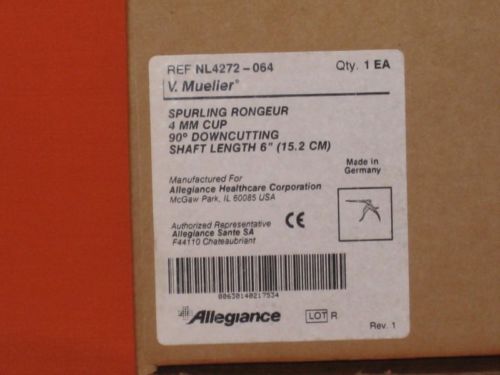 REF NL4272-064 Qty. 1 EA
V. Mueller®
SPURLING RONGEUR
4 MM CUP
90° DOWNCUTTING
SHAFT LENGTH 6" (15.2 CM)
Made in
Germany
Manufactured For
Allegiance Healthcare Corporation
McGaw Park, IL 60085 USA
Authorized Representative
Allegiance Sante SA
F44110 Chateaubriant
CE
00630140217534
Allegiance
LOT R
Rev. 1